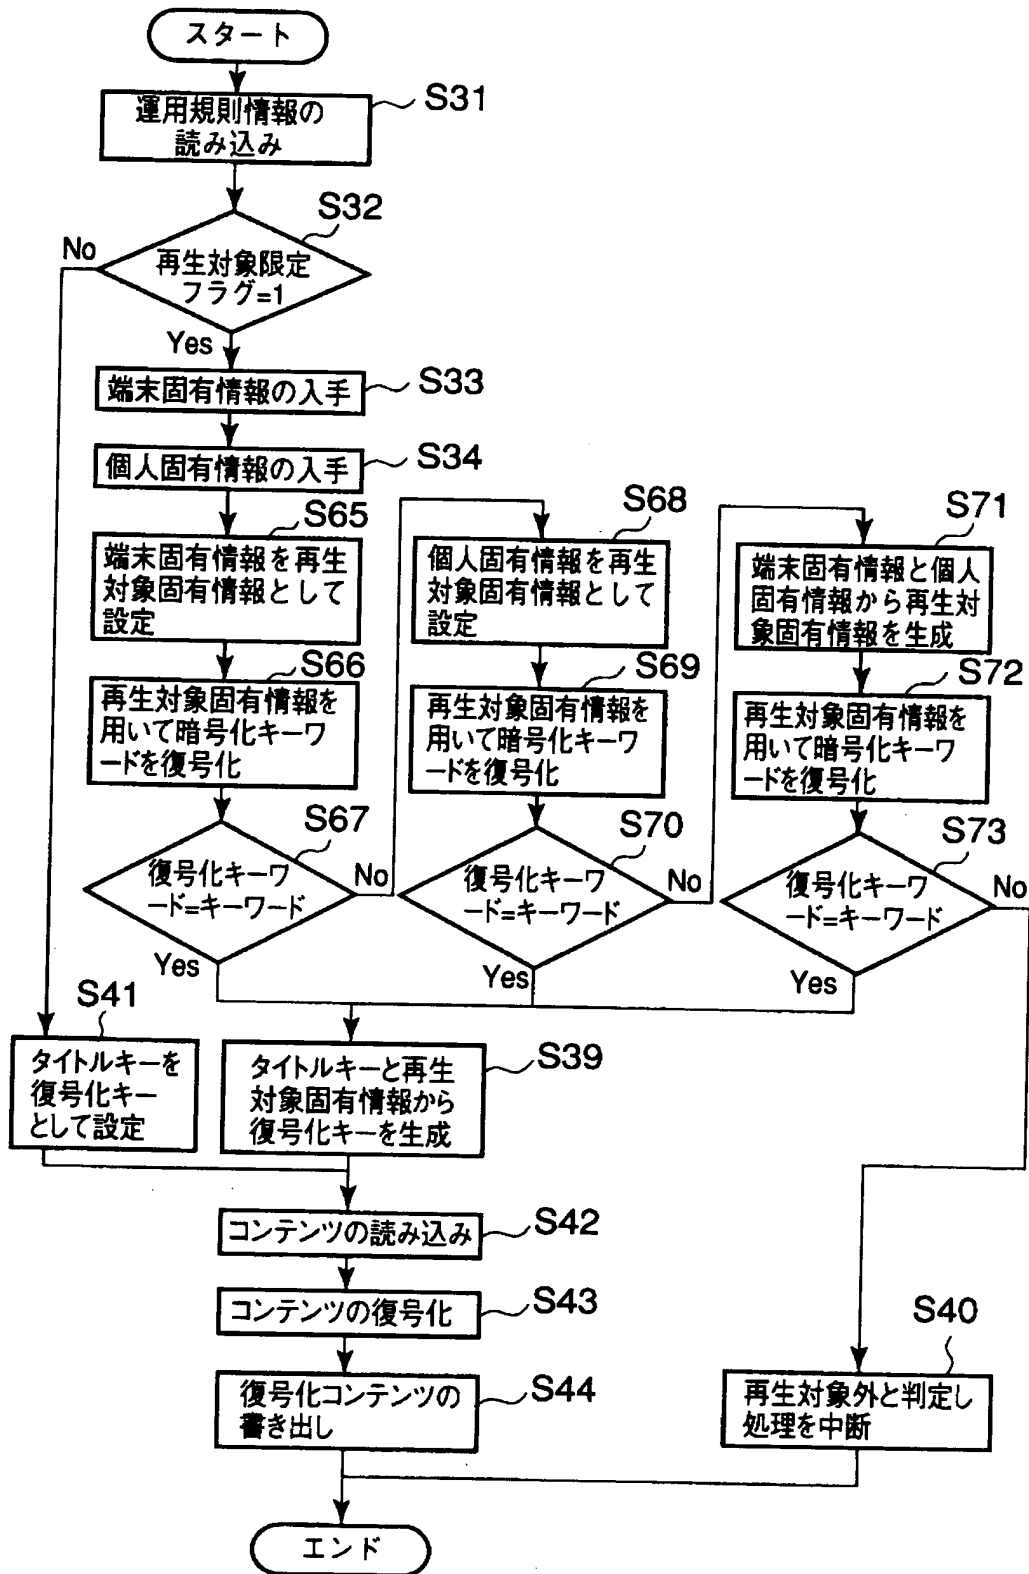 スタート
S31
運用規則情報の
読み込み
S32
No
再生対象限定
フラグ=1
Yes
端末固有情報の入手
S33
個人固有情報の入手
S34
S65
端末固有情報を再生
対象固有情報として
設定
S66
再生対象固有情報を
用いて暗号化キーワ
ードを復号化
S67
復号化キーワ
ード=キーワード
No
Yes
S68
個人固有情報を再生
対象固有情報として
設定
S69
再生対象固有情報を
用いて暗号化キーワ
ードを復号化
S70
復号化キーワ
ード=キーワード
No
Yes
S71
端末固有情報と個人
固有情報から再生対
象固有情報を生成
S72
再生対象固有情報を
用いて暗号化キーワ
ードを復号化
S73
復号化キーワ
ード=キーワード
No
Yes
S41
タイトルキーを
復号化キー
として設定
S39
タイトルキーと再生
対象固有情報から
復号化キーを生成
コンテンツの読み込み
S42
コンテンツの復号化
S43
復号化コンテンツの
書き出し
S44
S40
再生対象外と判定し
処理を中断
エンド